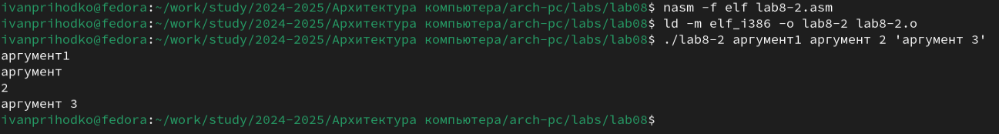 ivanprihodko@fedora:~/work/study/2024-2025/Архитектура компьютера/arch-pc/labs/lab08$ nasm -f elf lab8-2.asm
ivanprihodko@fedora:~/work/study/2024-2025/Архитектура компьютера/arch-pc/labs/lab08$ ld -m elf_i386 -o lab8-2 lab8-2.o
ivanprihodko@fedora:~/work/study/2024-2025/Архитектура компьютера/arch-pc/labs/lab08$ ./lab8-2 аргумент1 аргумент 2 'аргумент 3'
аргумент1
аргумент
2
аргумент 3
ivanprihodko@fedora:~/work/study/2024-2025/Архитектура компьютера/arch-pc/labs/lab08$